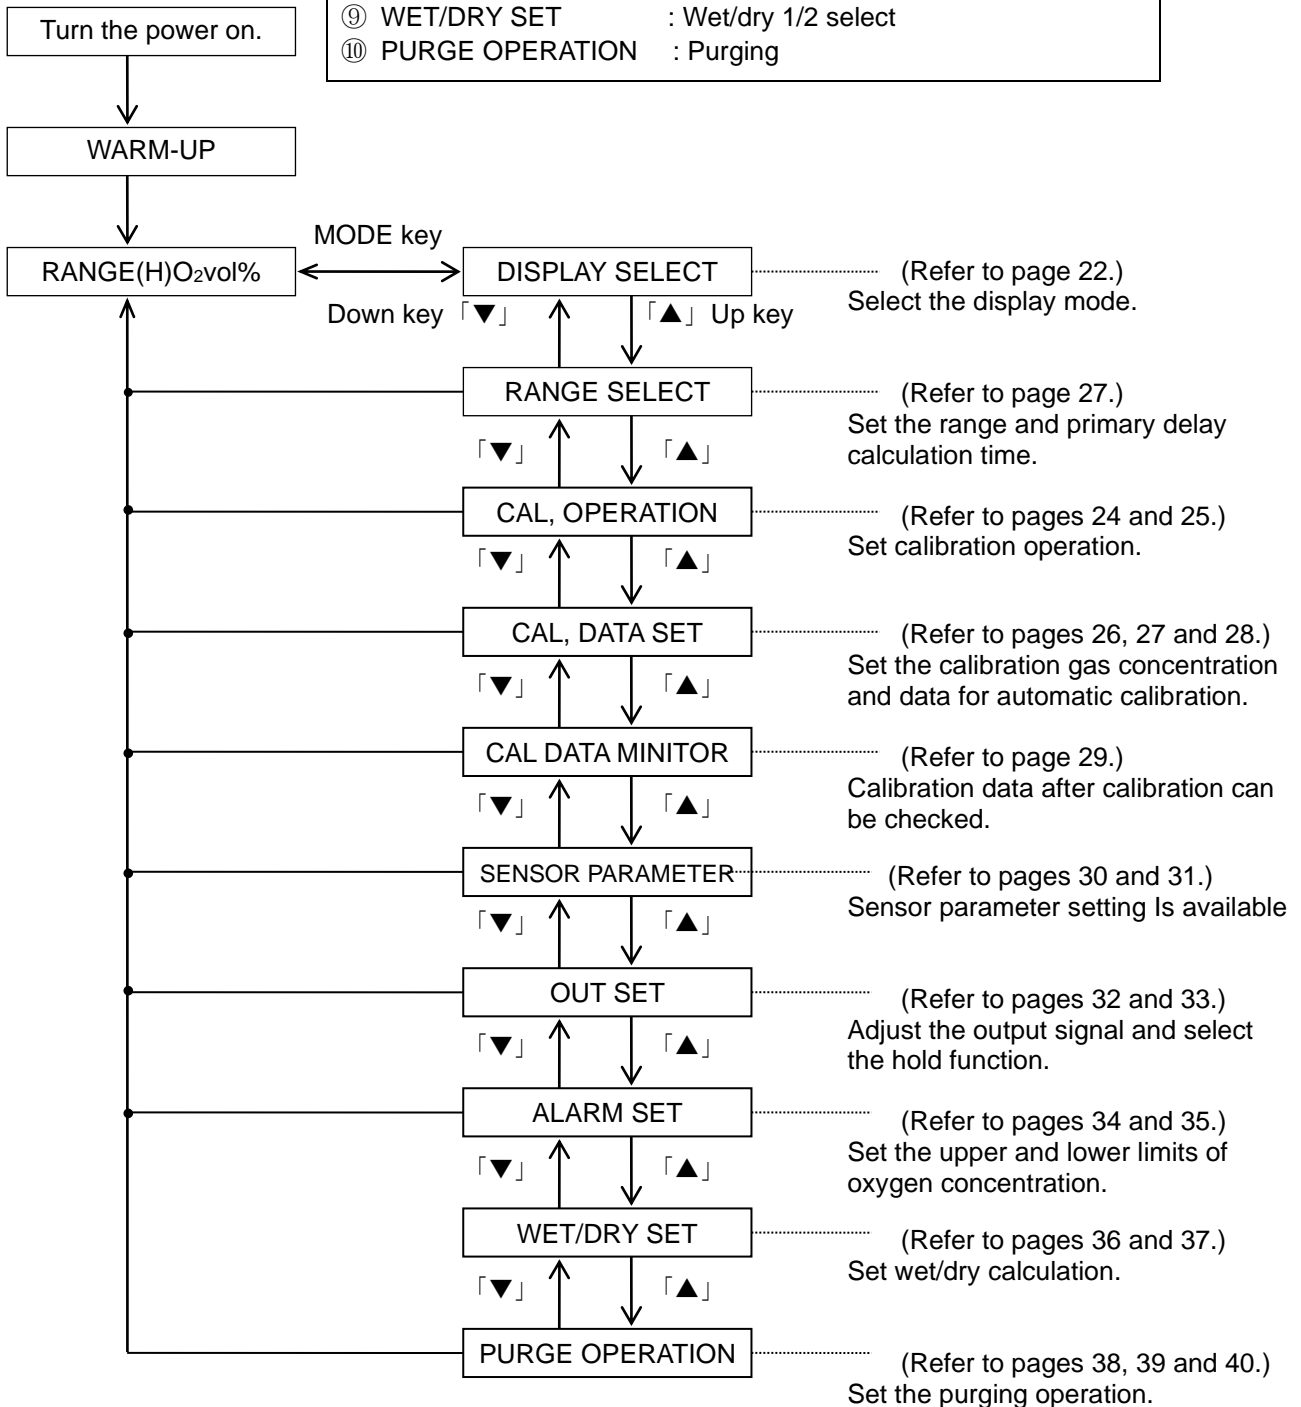 ⑨ WET/DRY SET : Wet/dry 1/2 select
⑩ PURGE OPERATION : Purging
Turn the power on.
WARM-UP
MODE key
RANGE(H)O₂vol%
DISPLAY SELECT
(Refer to page 22.)
Select the display mode.
Down key「▼」
「▲」Up key
RANGE SELECT
(Refer to page 27.)
Set the range and primary delay
calculation time.
「▼」 「▲」
CAL, OPERATION
(Refer to pages 24 and 25.)
Set calibration operation.
「▼」 「▲」
CAL, DATA SET
(Refer to pages 26, 27 and 28.)
Set the calibration gas concentration
and data for automatic calibration.
「▼」 「▲」
CAL DATA MINITOR
(Refer to page 29.)
Calibration data after calibration can
be checked.
「▼」 「▲」
SENSOR PARAMETER
(Refer to pages 30 and 31.)
Sensor parameter setting Is available
「▼」 「▲」
OUT SET
(Refer to pages 32 and 33.)
Adjust the output signal and select
the hold function.
「▼」 「▲」
ALARM SET
(Refer to pages 34 and 35.)
Set the upper and lower limits of
oxygen concentration.
「▼」 「▲」
WET/DRY SET
(Refer to pages 36 and 37.)
Set wet/dry calculation.
「▼」 「▲」
PURGE OPERATION
(Refer to pages 38, 39 and 40.)
Set the purging operation.